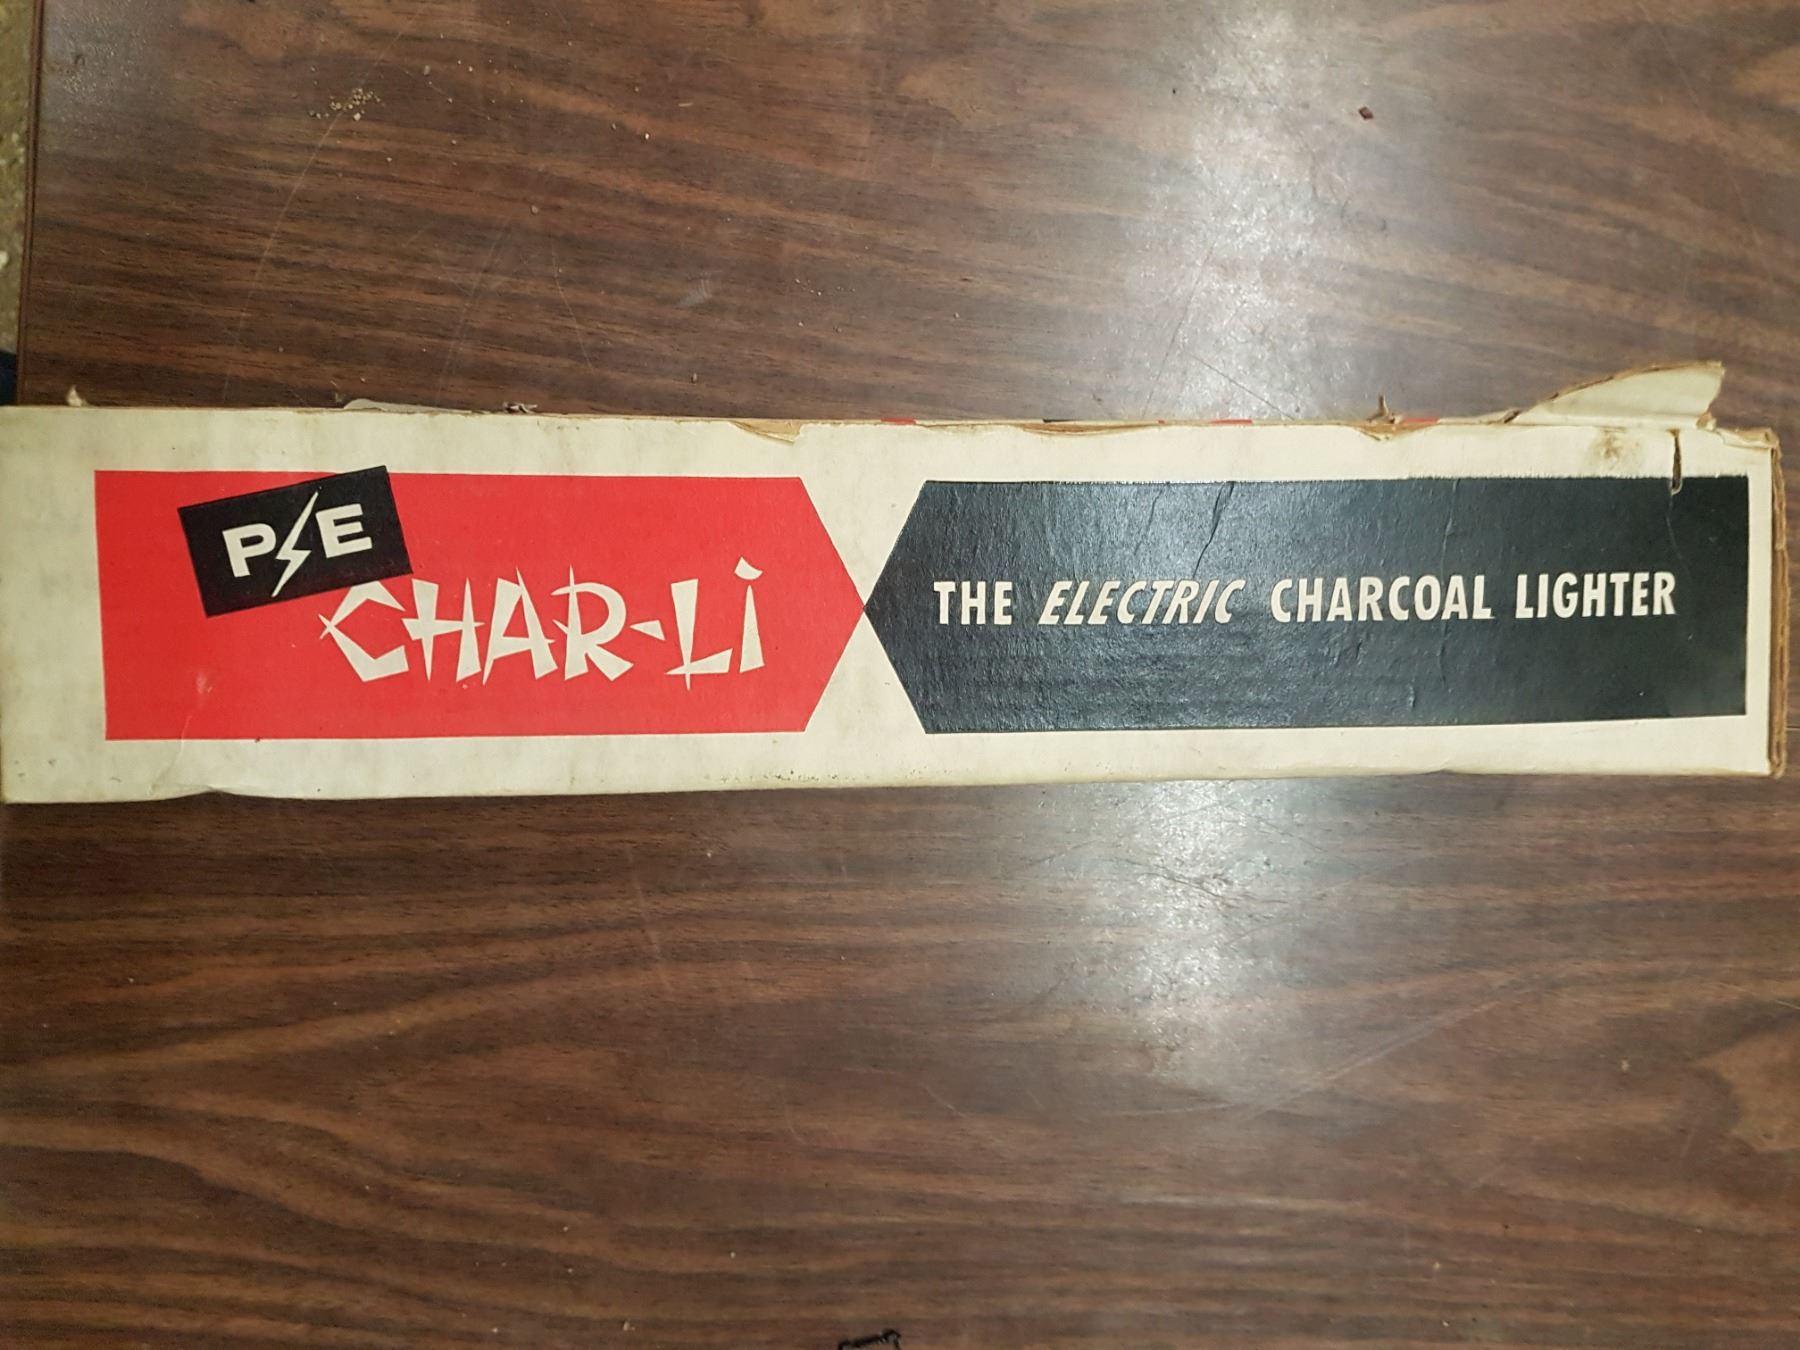 P E
CHAR-Li
THE ELECTRIC CHARCOAL LIGHTER